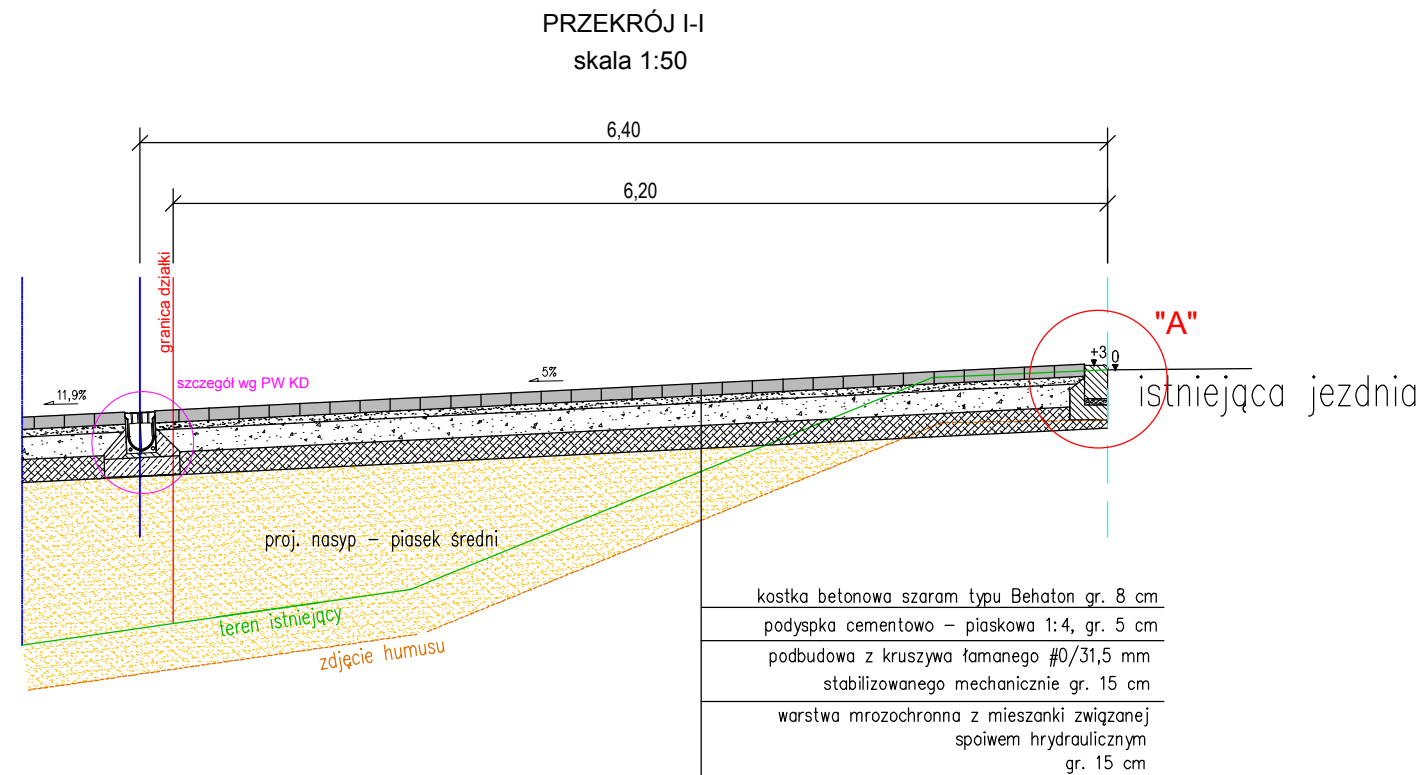 PRZEKRÓJ I-I
skala 1:50
6,40
6,20
granica działki
"A"
+3
0
szczegół wg PW KD
11,9%
5%
istniejąca jezdnia
proj. nasyp – piasek średni
teren istniejący
zdjęcie humusu
kostka betonowa szaram typu Behaton gr. 8 cm
podyspka cementowo – piaskowa 1:4, gr. 5 cm
podbudowa z kruszywa łamanego #0/31,5 mm
stabilizowanego mechanicznie gr. 15 cm
warstwa mrozochronna z mieszanki związanej
spoiwem hrydraulicznym
gr. 15 cm